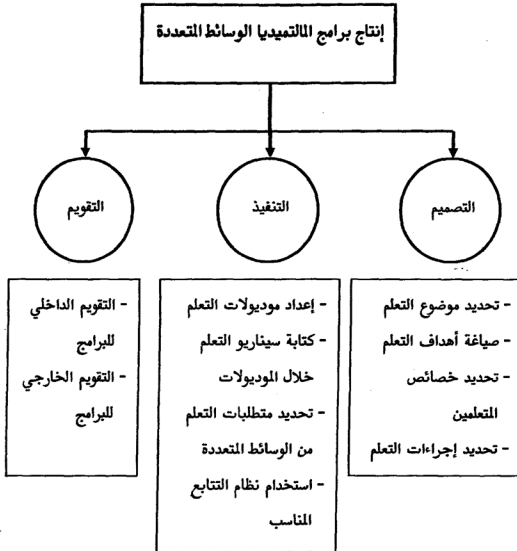 إنتاج برامج المالتميديا الوسائط المتعددة
التصميم
التنفيذ
التقويم
- تحديد موضوع التعلم
- صياغة أهداف التعلم
- تحديد خصائص
المتعلمين
- تحديد إجراءات التعلم
- إعداد موديولات التعلم
- كتابة سيناريو التعلم
خلال الموديولات
- تحديد متطلبات التعلم
من الوسائط المتعددة
- استخدام نظام التتابع
المناسب
- التقويم الداخلي
للبرامج
- التقويم الخارجي
للبرامج